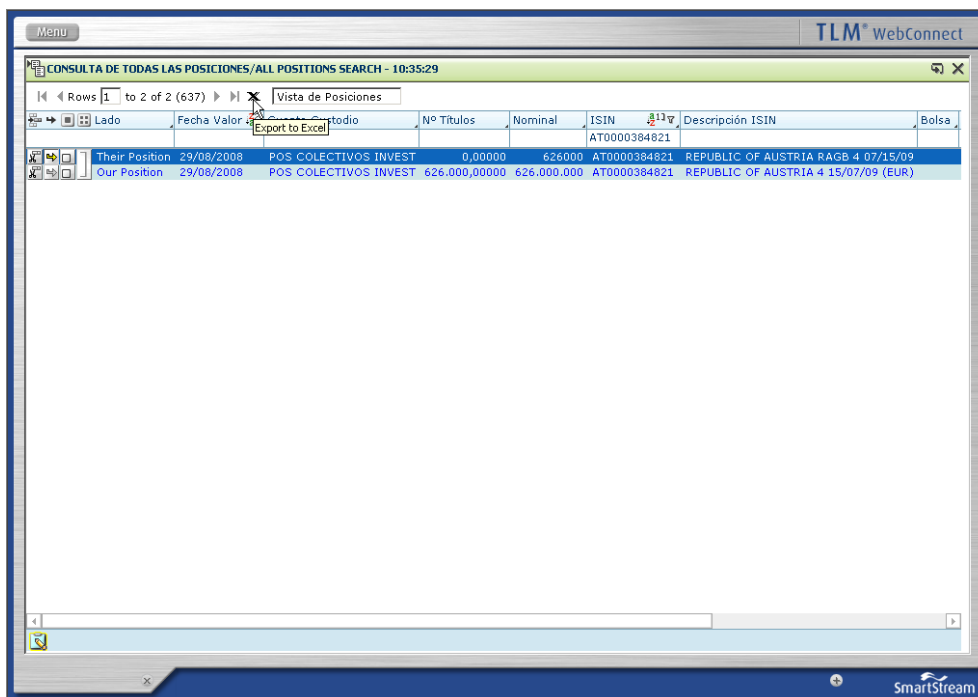 Menu
TLM® WebConnect
CONSULTA DE TODAS LAS POSICIONES/ALL POSITIONS SEARCH - 10:35:29
Rows 1 to 2 of 2 (637) Vista de Posiciones
Lado Fecha Valor Custodio Nº Títulos Nominal ISIN Descripción ISIN Bolsa
Export to Excel
AT0000384821
Their Position 29/08/2008 POS COLECTIVOS INVEST 0,00000 626000 AT0000384821 REPUBLIC OF AUSTRIA RAGB 4 07/15/09
Our Position 29/08/2008 POS COLECTIVOS INVEST 626.000,00000 626.000.000 AT0000384821 REPUBLIC OF AUSTRIA 4 15/07/09 (EUR)
SmartStream